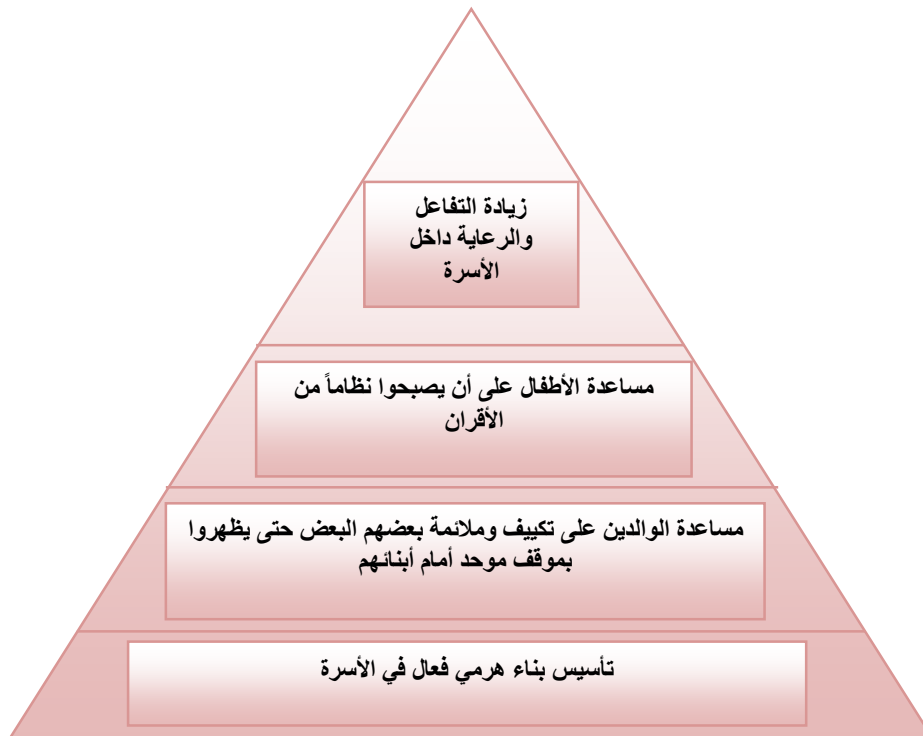 زيادة التفاعل
والرعاية داخل
الأسرة
مساعدة الأطفال على أن يصبحوا نظاماً من
الأقران
مساعدة الوالدين على تكييف وملائمة بعضهم البعض حتى يظهروا
بموقف موحد أمام أبنائهم
تأسيس بناء هرمي فعال في الأسرة